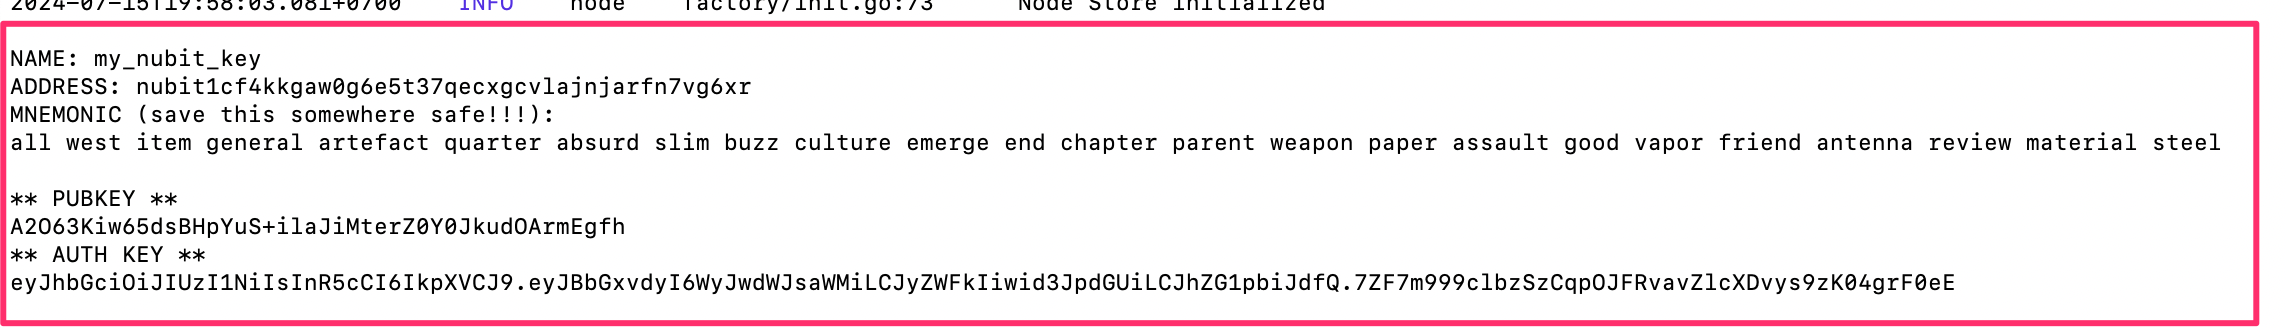 2024-07-15T19:58:03.081+0700 INFO node factory/init.go:73 Node Store initialized
NAME: my_nubit_key
ADDRESS: nubit1cf4kkgaw0g6e5t37qecxgcvlajnjarfn7vg6xr
MNEMONIC (save this somewhere safe!!!):
all west item general artefact quarter absurd slim buzz culture emerge end chapter parent weapon paper assault good vapor friend antenna review material steel
** PUBKEY **
A2O63Kiw65dsBHpYuS+ilaJiMterZ0Y0JkudOArmEgfh
** AUTH KEY **
eyJhbGciOiJIUzI1NiIsInR5cCI6IkpXVCJ9.eyJBbGxvdyI6WyJwdWJsaWMiLCJyZWFkIiwid3JpdGUiLCJhZG1pbiJdfQ.7ZF7m999clbzSzCqpOJFRvavZlcXDvys9zK04grF0eE